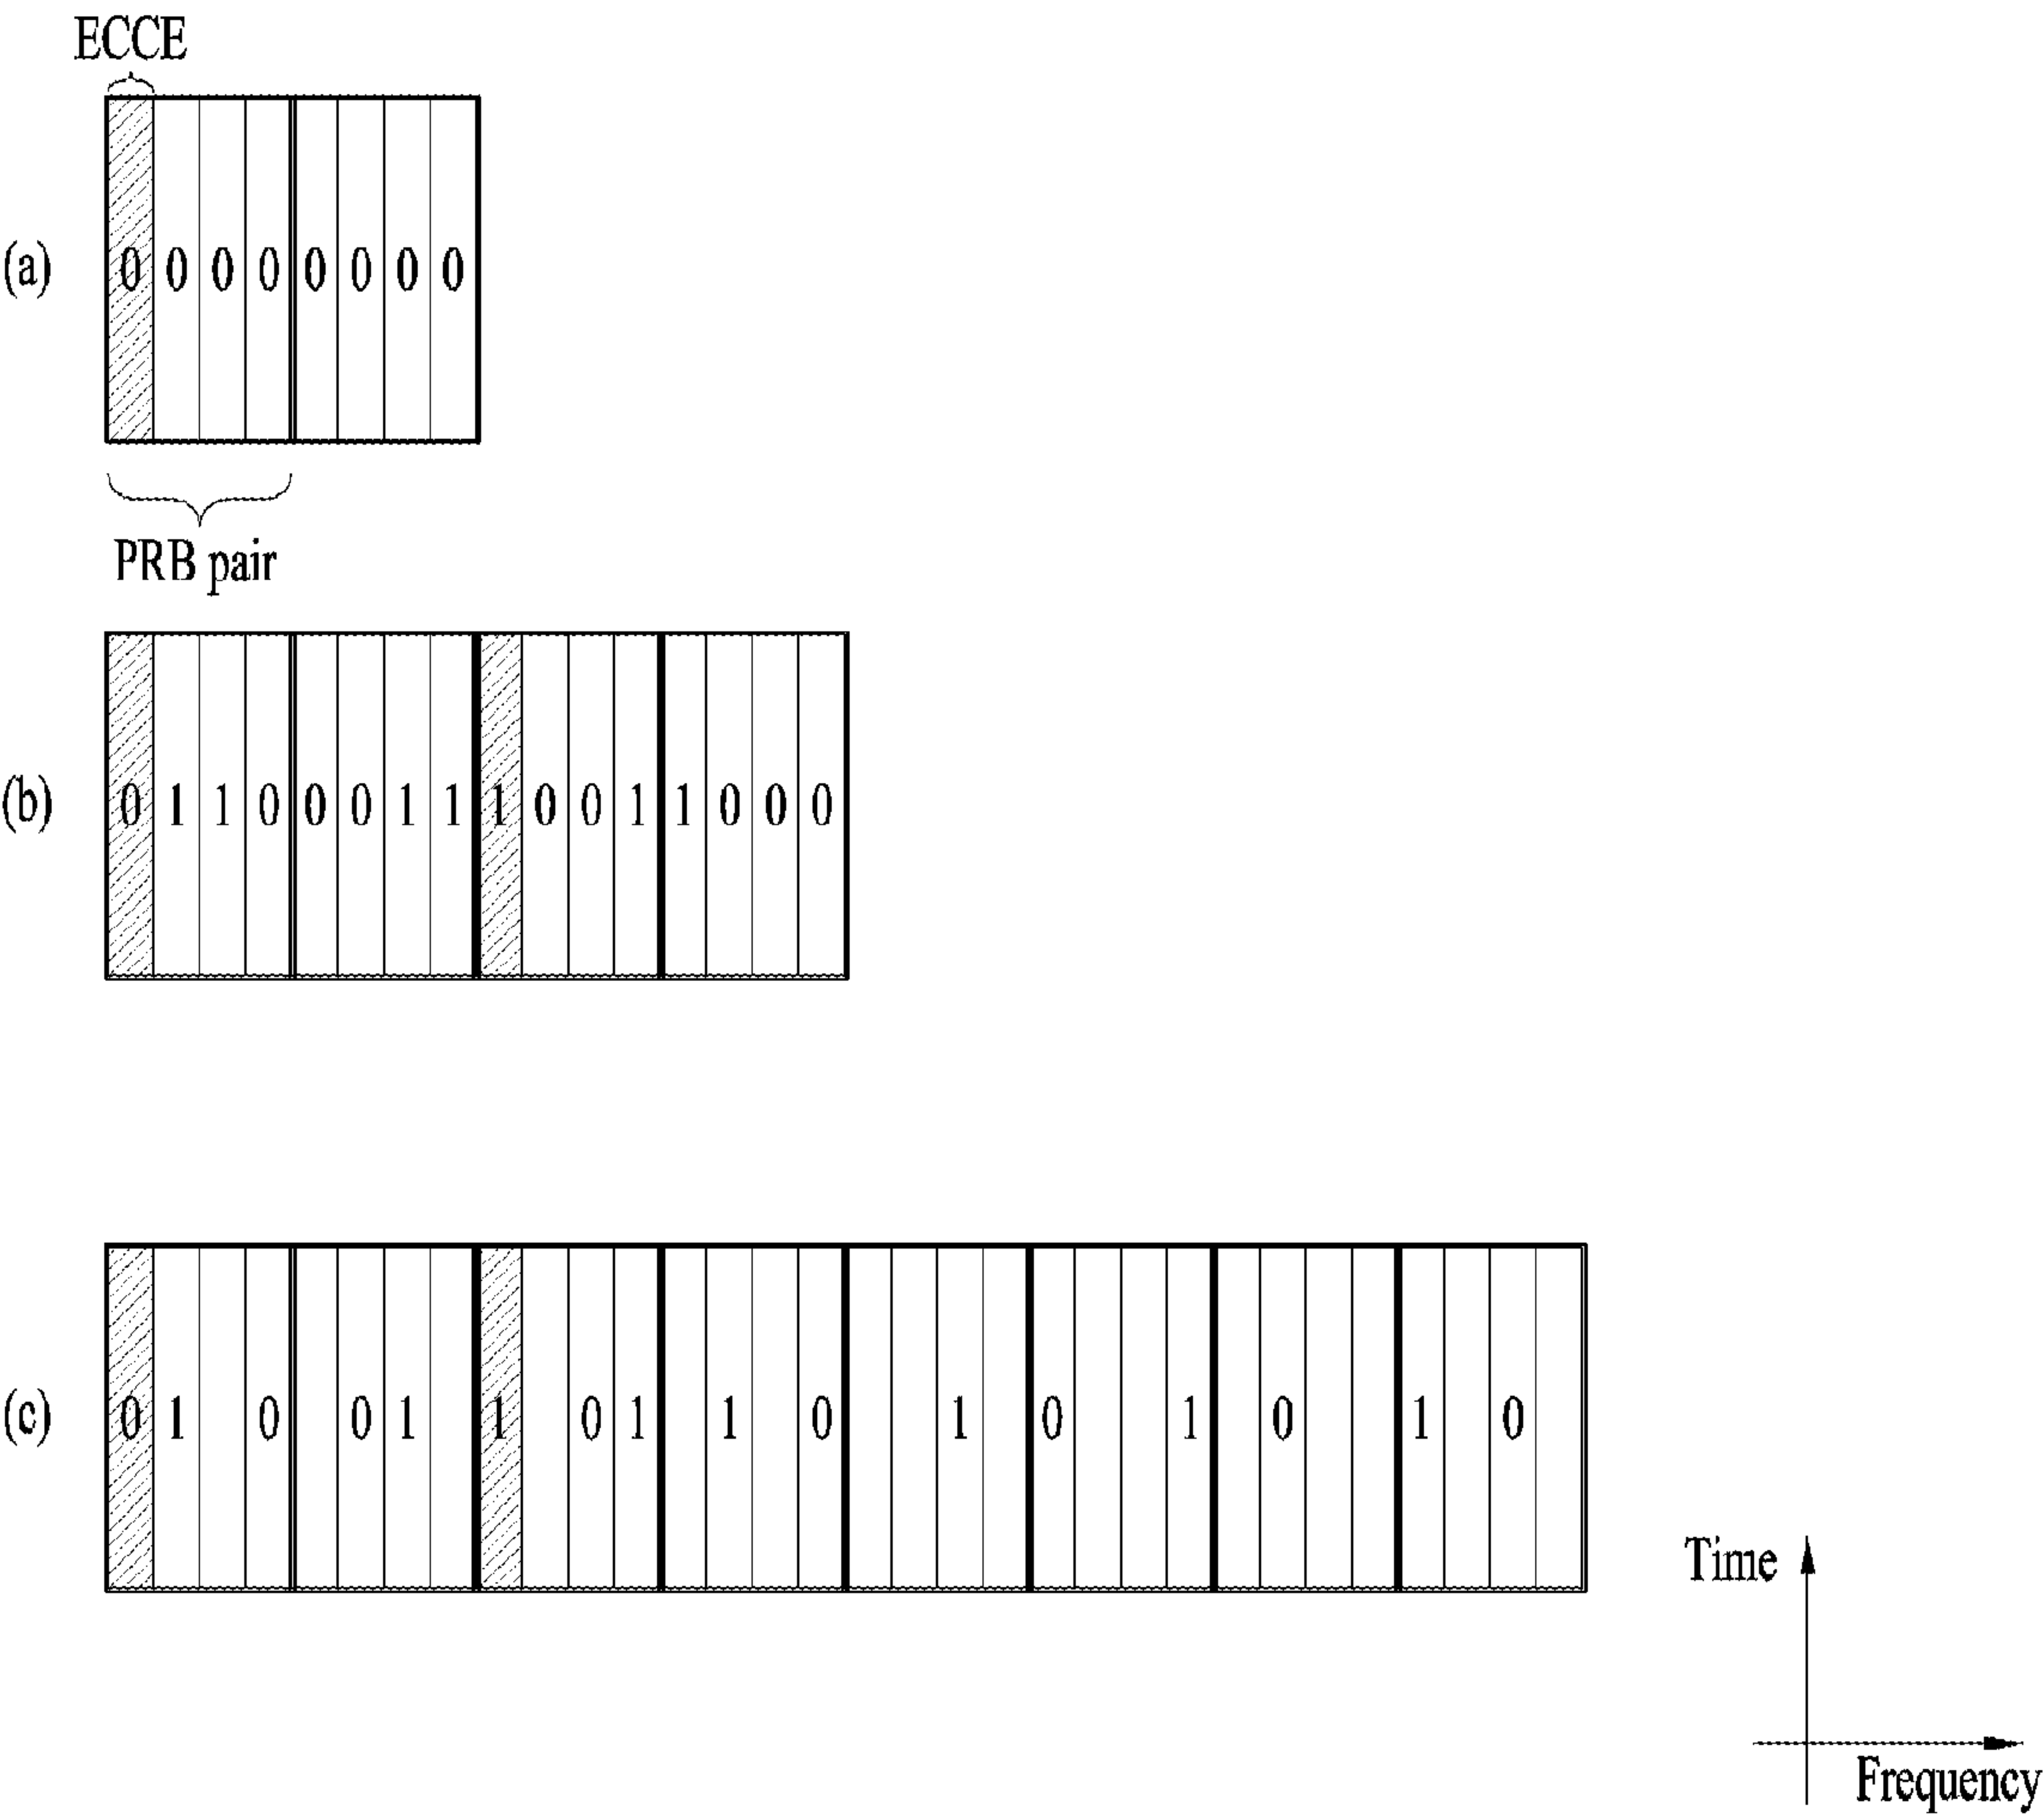 ECCE
(a) 0 0 0 0 0 0 0 0
PRB pair
(b) 0 1 1 0 0 0 1 1 1 0 0 1 1 0 0 0
(c) 0 1 0 0 1 1 0 1 1 0 1 0 1 0 1 0
Time
Frequency